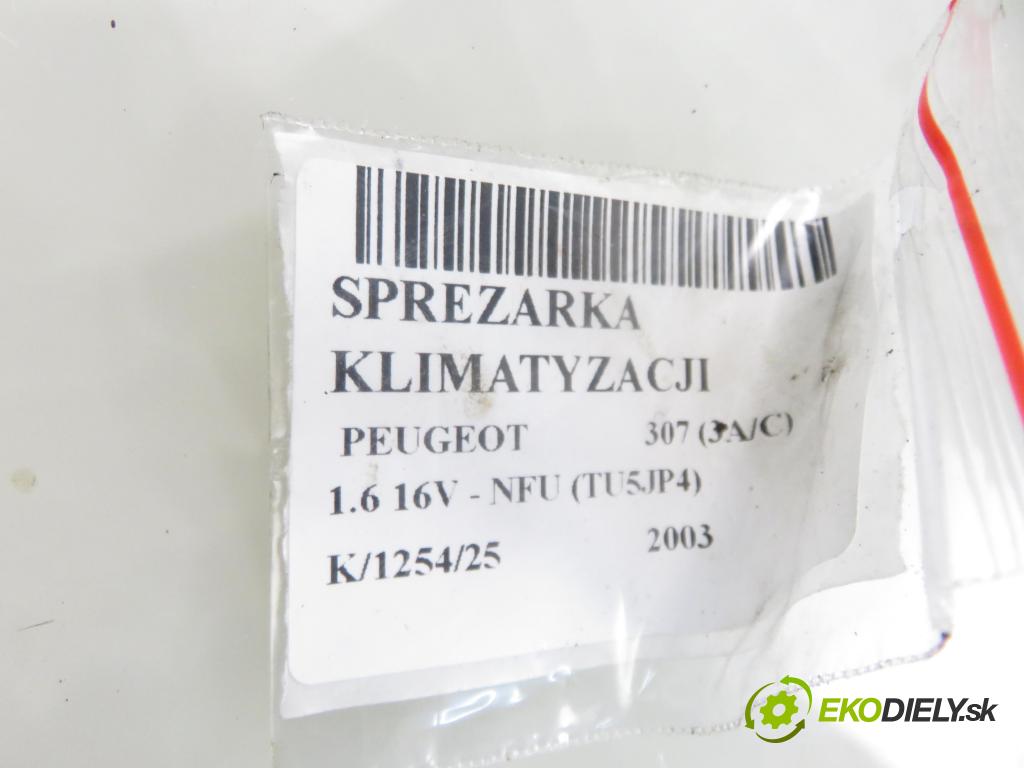 SPREZARKA
KLIMATYZACJI
PEUGEOT 307 (3A/C)
1.6 16V - NFU (TU5JP4)
K/1254/25 2003
EKODIELY.sk